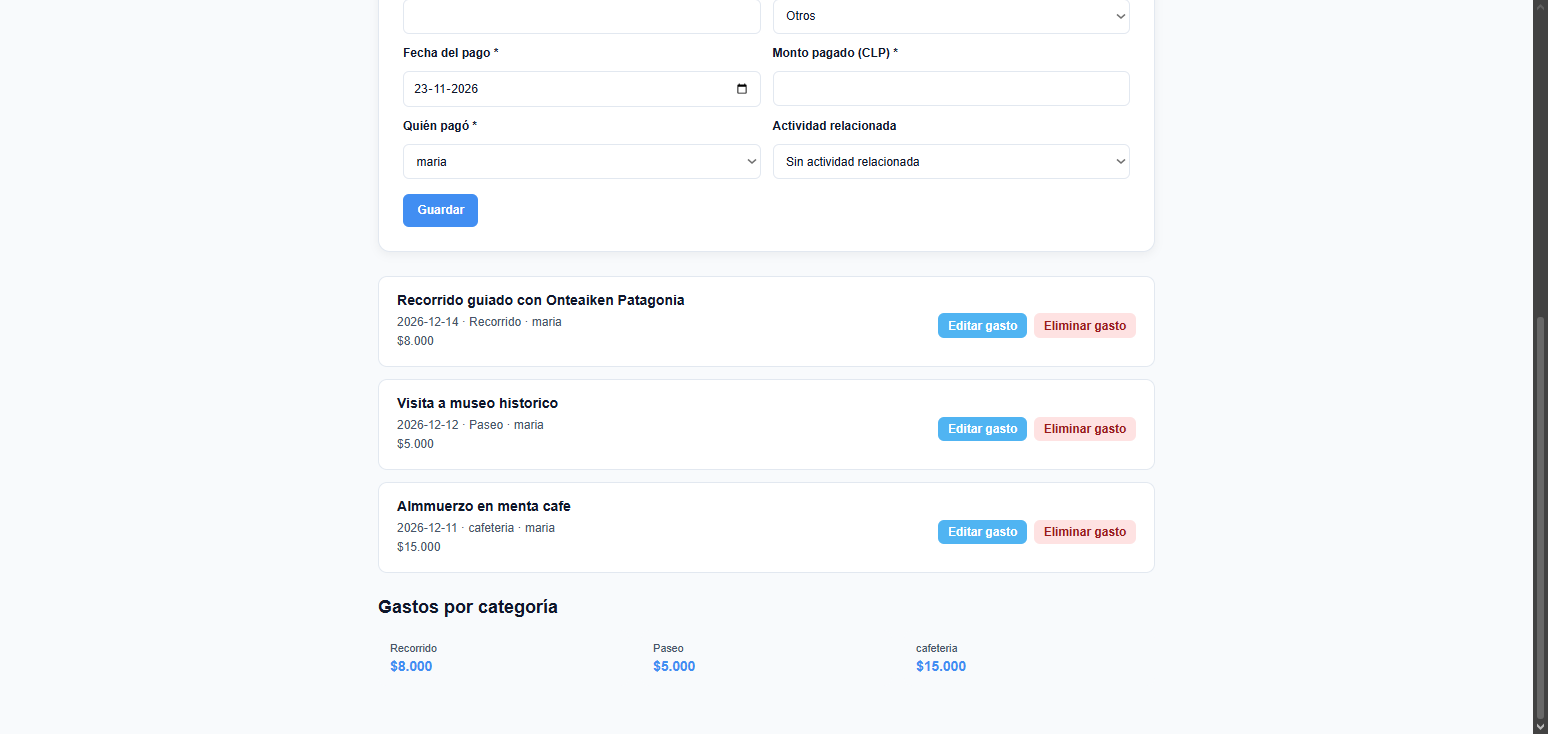 Otros
Fecha del pago *
Monto pagado (CLP) *
23-11-2026
Quién pagó *
Actividad relacionada
maria
Sin actividad relacionada
Guardar
Recorrido guiado con Onteaiken Patagonia
2026-12-14 · Recorrido · maria
$8.000
Editar gasto
Eliminar gasto
Visita a museo historico
2026-12-12 · Paseo · maria
$5.000
Editar gasto
Eliminar gasto
Almmuerzo en menta cafe
2026-12-11 · cafeteria · maria
$15.000
Editar gasto
Eliminar gasto
Gastos por categoría
Recorrido
$8.000
Paseo
$5.000
cafeteria
$15.000